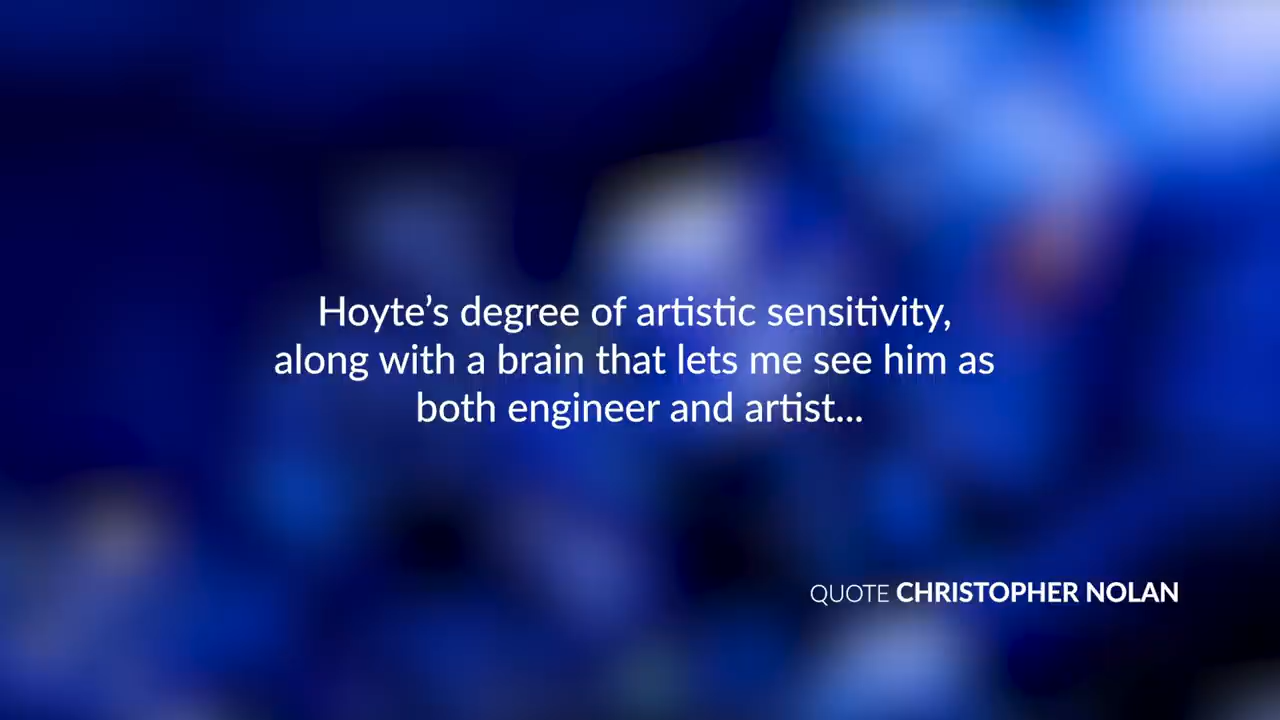 Hoyte’s degree of artistic sensitivity,
along with a brain that lets me see him as
both engineer and artist...
QUOTE CHRISTOPHER NOLAN